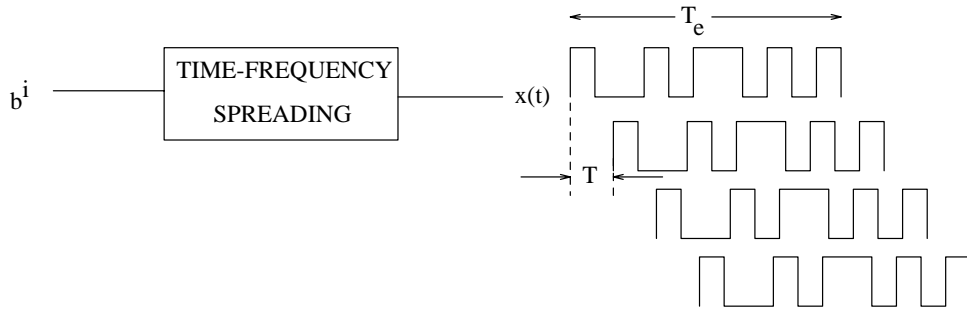 T_e
TIME-FREQUENCY
b^i
x(t)
SPREADING
T